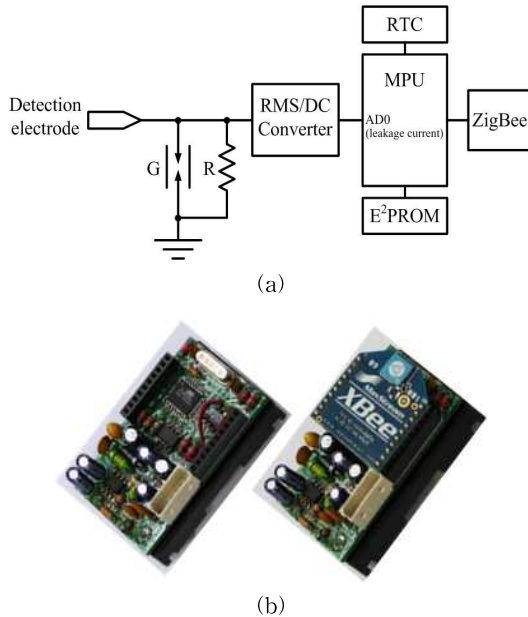 RTC
MPU
Detection
electrode
RMS/DC
Converter
AD0
(leakage current)
ZigBee
G
R
E²PROM
(a)
XBee
(b)